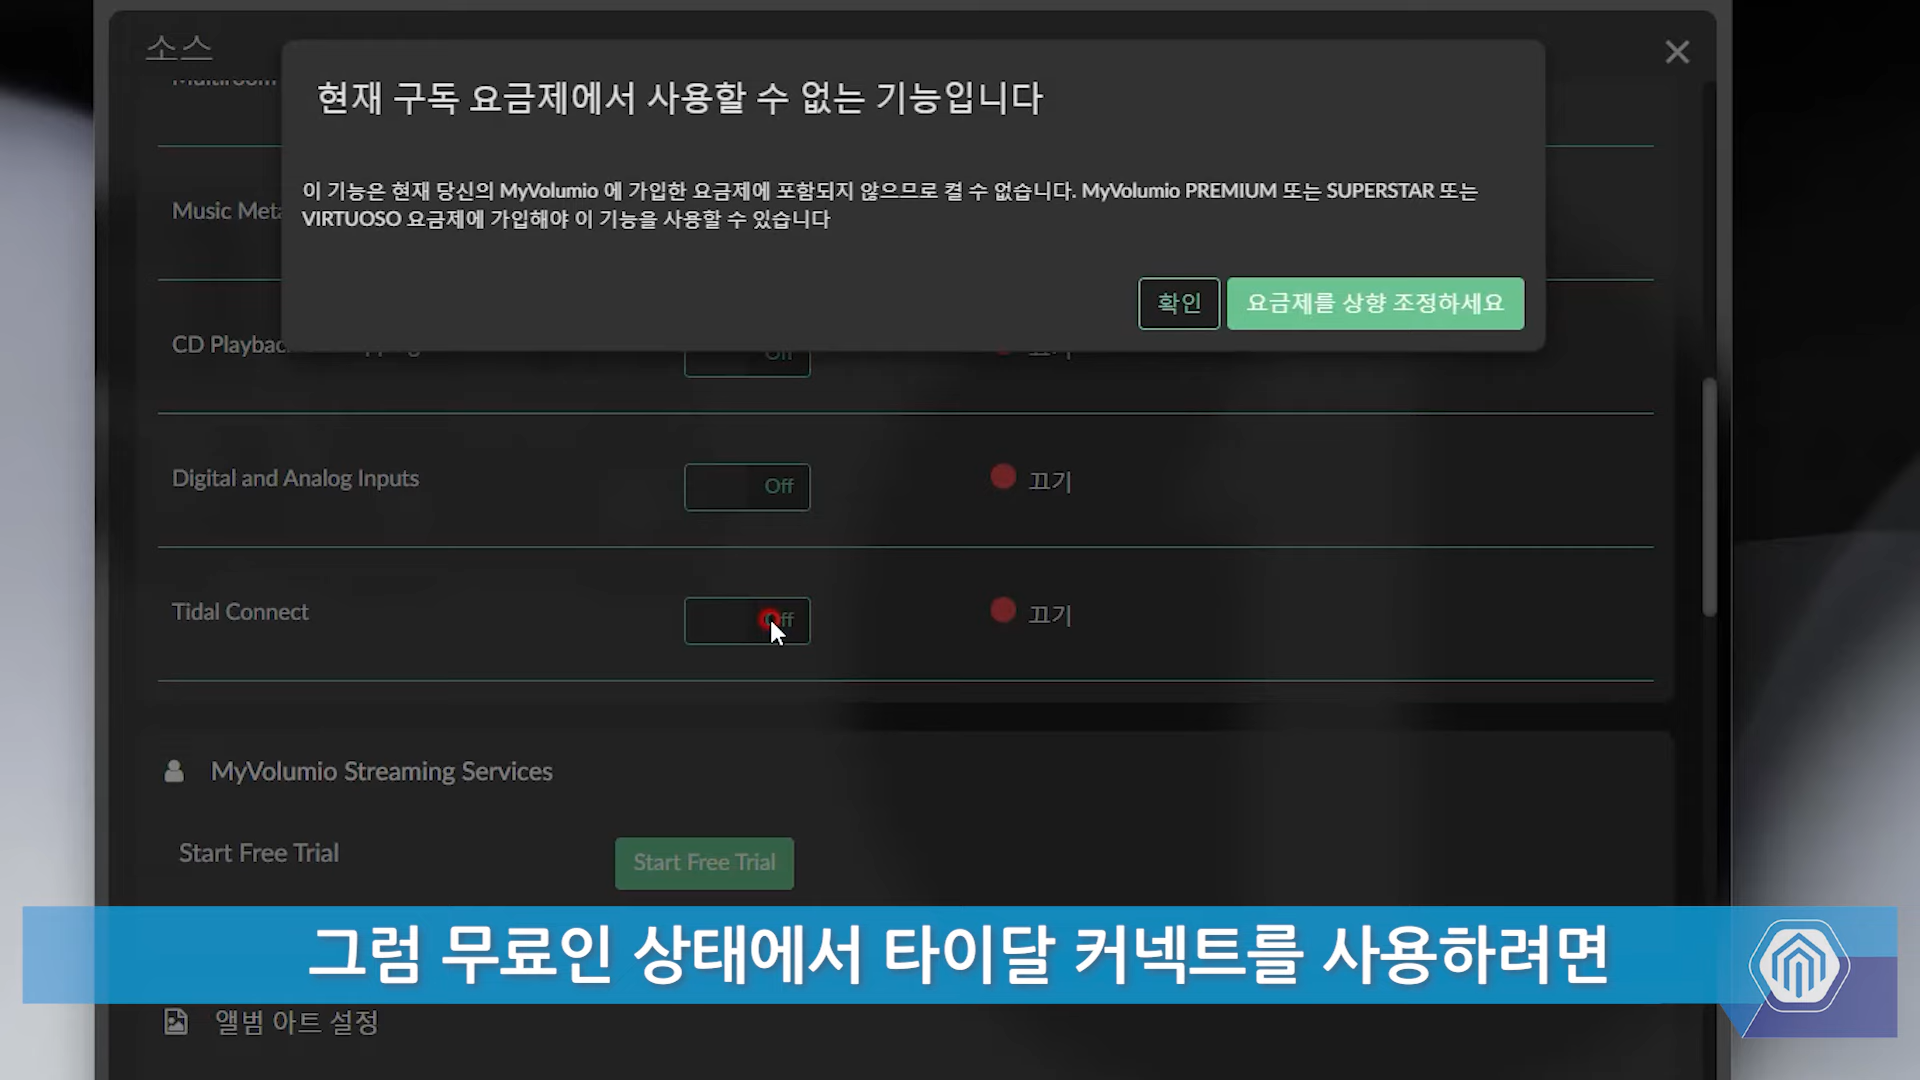 소스
Multiroom
현재 구독 요금제에서 사용할 수 없는 기능입니다
이 기능은 현재 당신의 MyVolumio 에 가입한 요금제에 포함되지 않으므로 켤 수 없습니다. MyVolumio PREMIUM 또는 SUPERSTAR 또는
VIRTUOSO 요금제에 가입해야 이 기능을 사용할 수 있습니다
확인 요금제를 상향 조정하세요
Music Meta
CD Playbac Off 끄기
Digital and Analog Inputs Off 끄기
Tidal Connect Off 끄기
MyVolumio Streaming Services
Start Free Trial Start Free Trial
그럼 무료인 상태에서 타이달 커넥트를 사용하려면
앨범 아트 설정